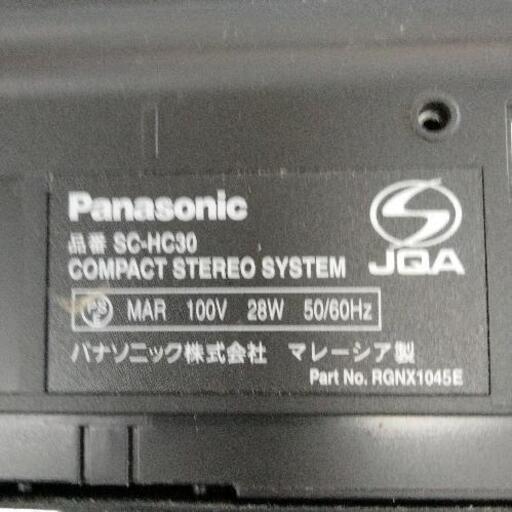 Panasonic
品番 SC-HC30
COMPACT STEREO SYSTEM
JQA
PS MAR 100V 28W 50/60Hz
パナソニック株式会社 マレーシア製
Part No. RGNX1045E